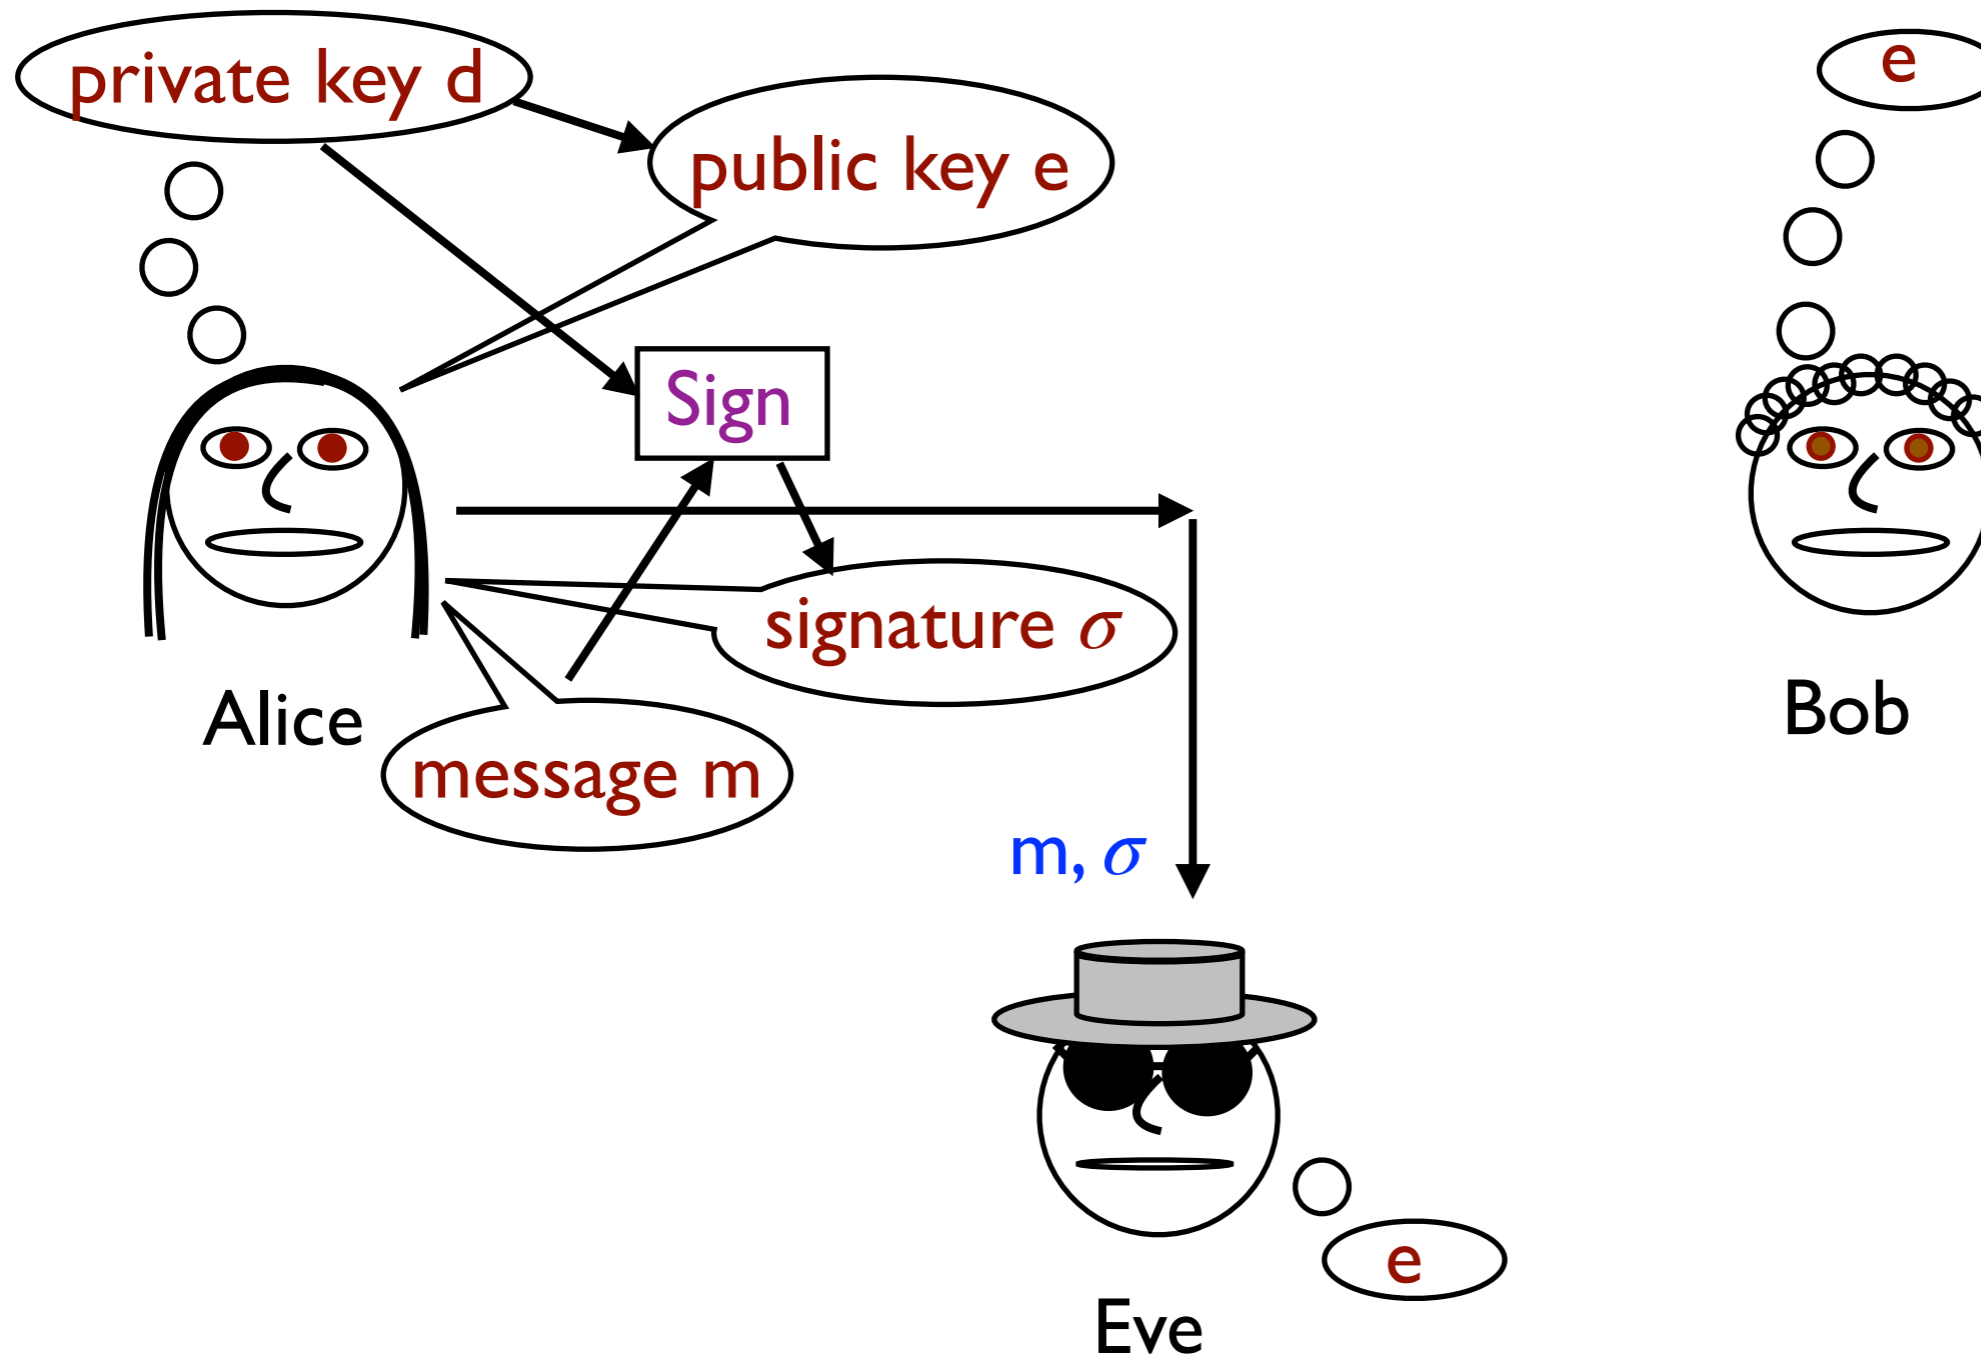 private key d
e
public key e
Sign
signature σ
Alice
Bob
message m
m, σ
e
Eve